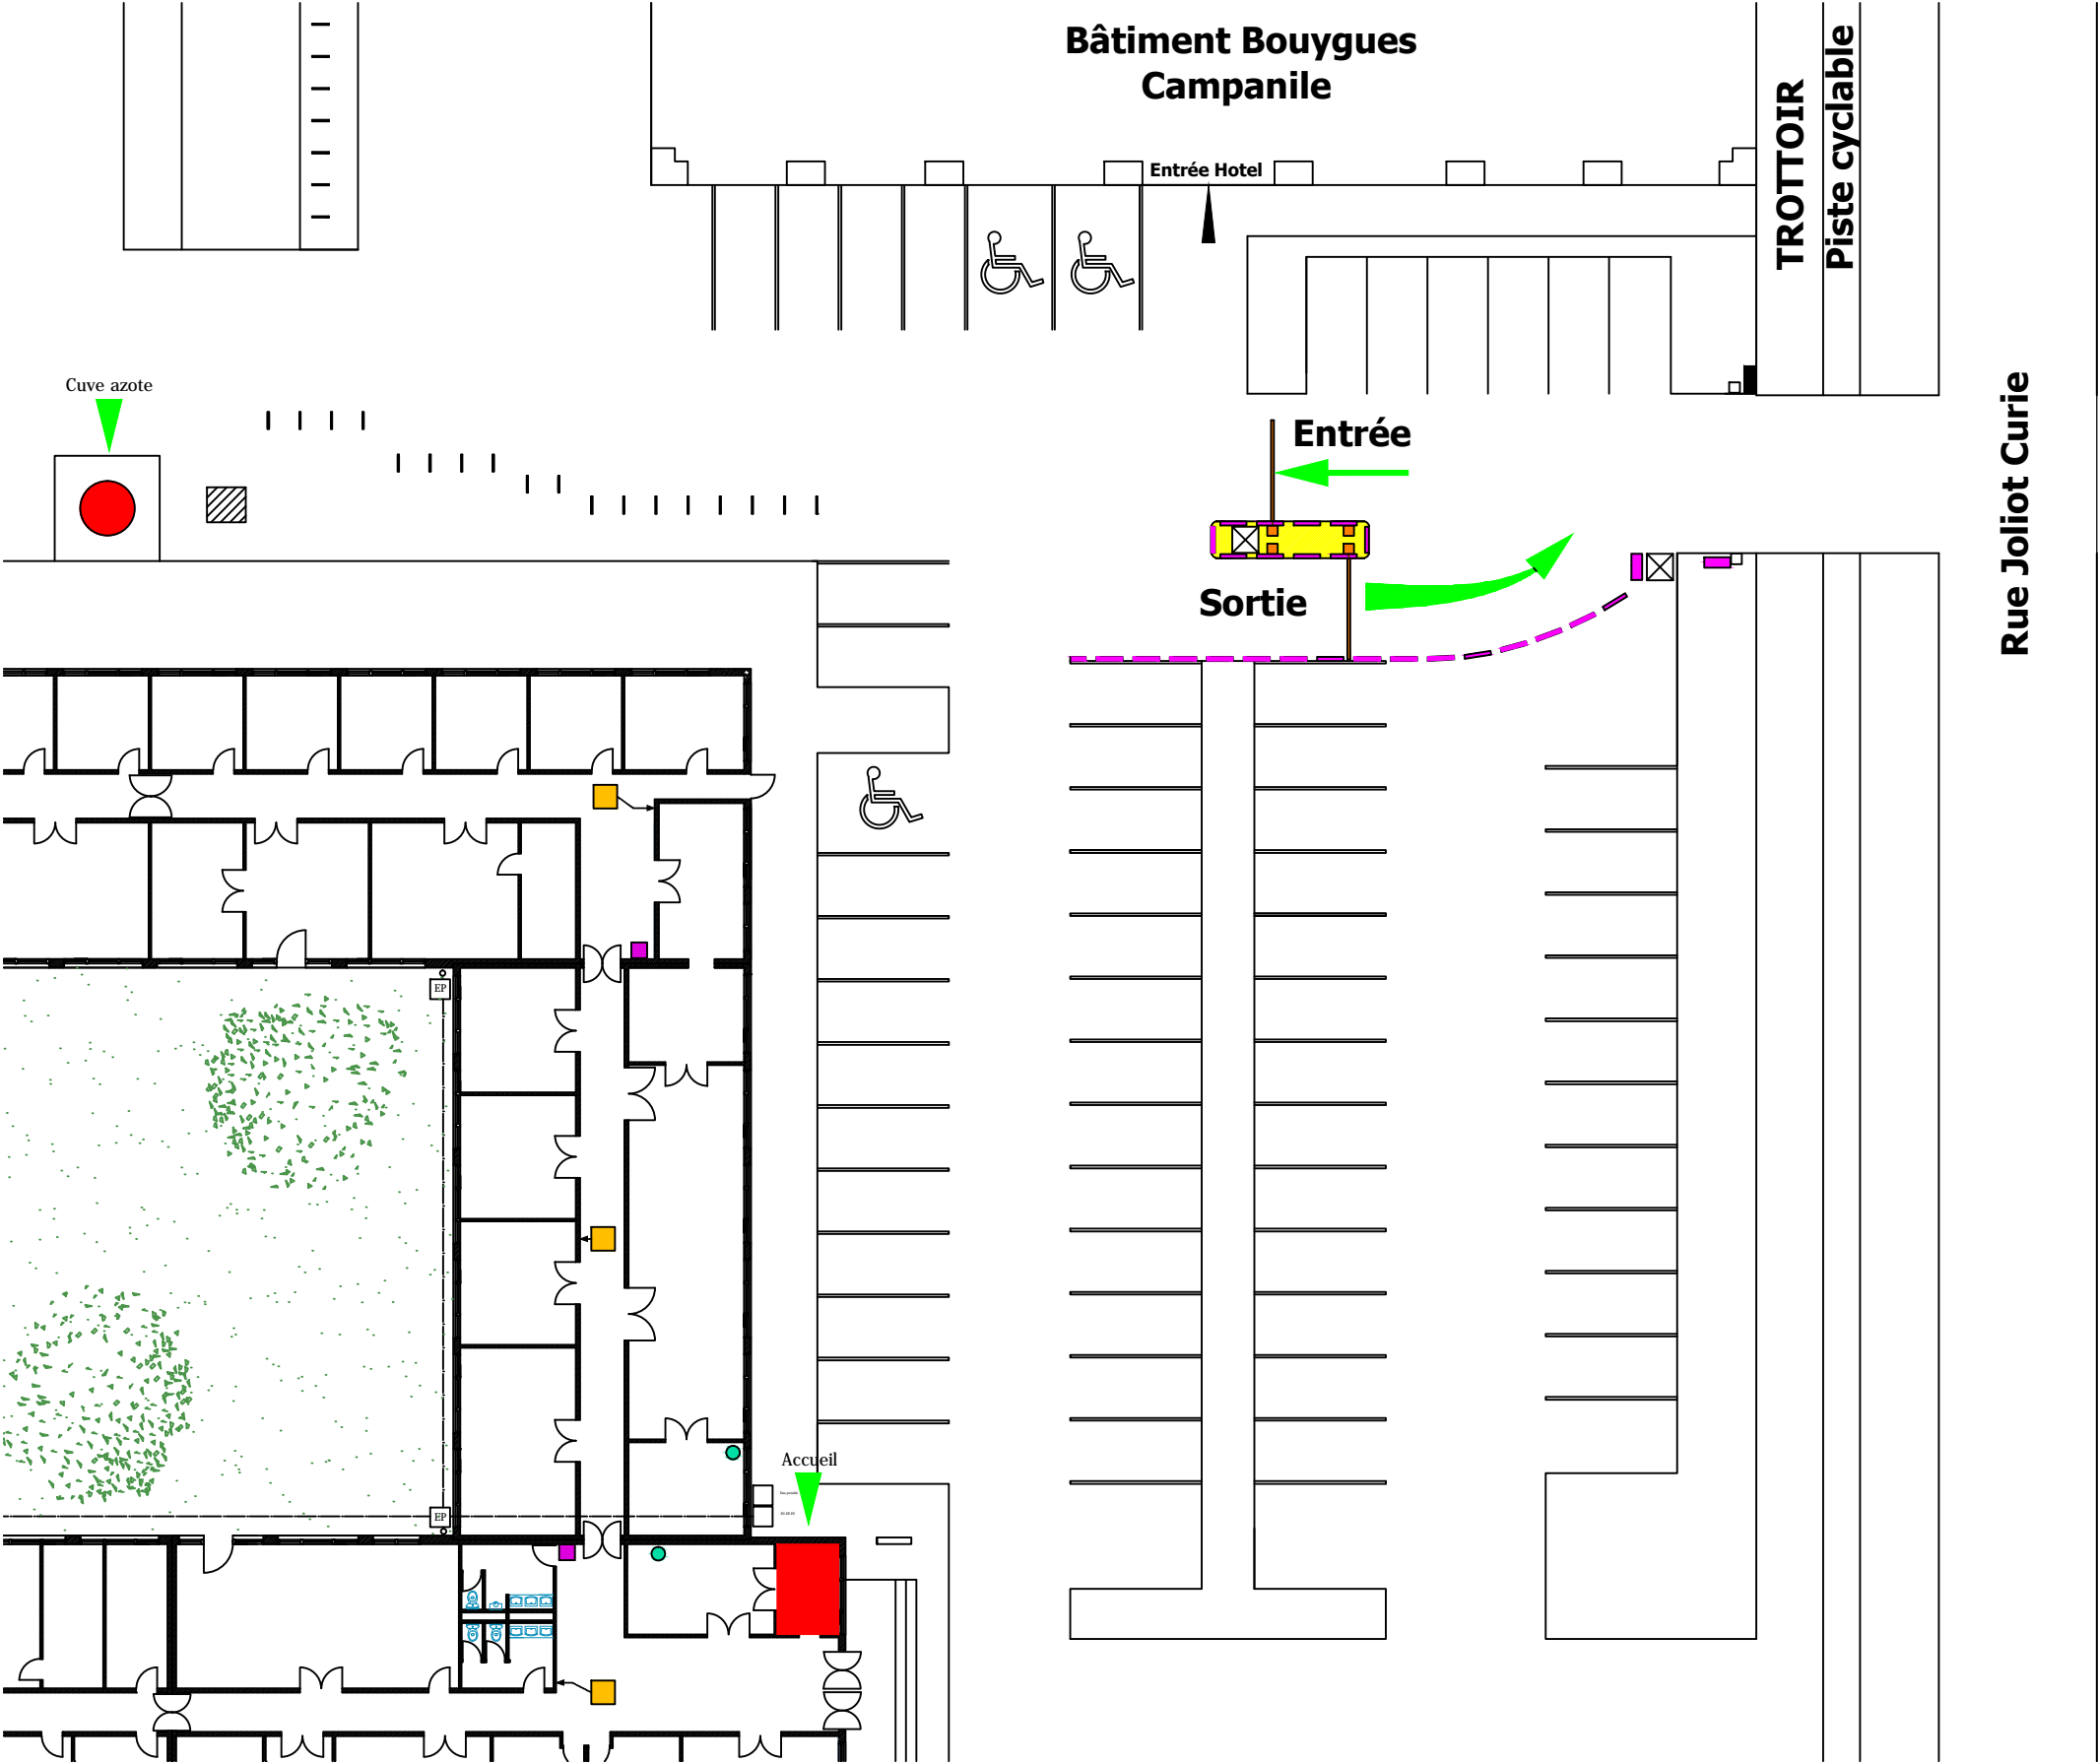 Bâtiment Bouygues
Campanile
TROTTOIR
Piste cyclable
Entrée Hotel
Cuve azote
Entrée
Rue Joliot Curie
Sortie
EP
Accueil
EP